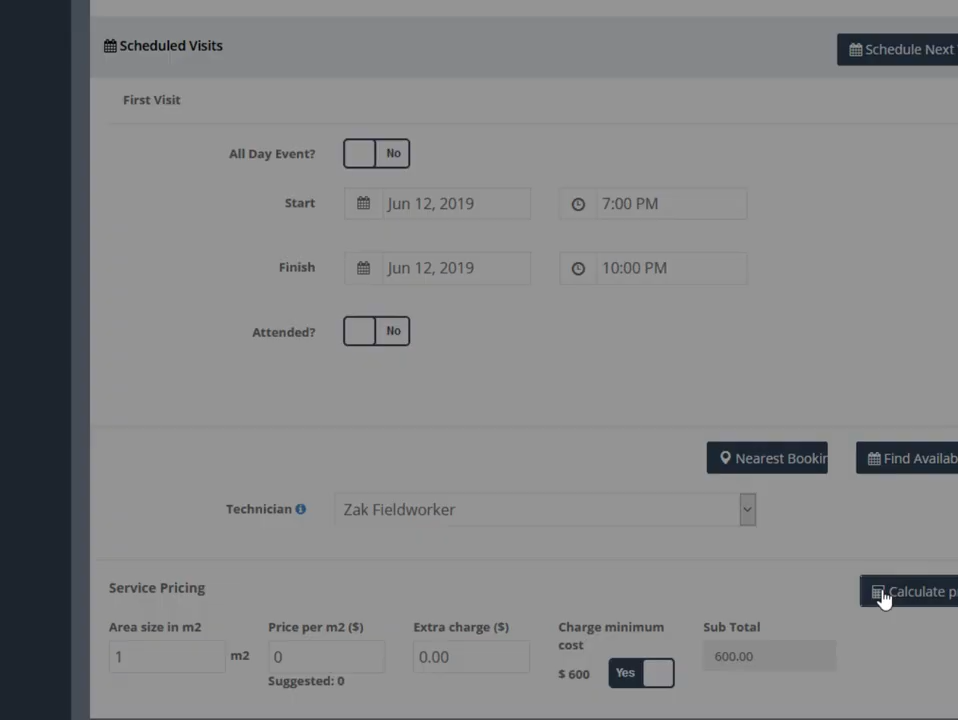 Scheduled Visits
Schedule Next
First Visit
All Day Event? No
Start Jun 12, 2019 7:00 PM
Finish Jun 12, 2019 10:00 PM
Attended? No
Nearest Bookin Find Availab
Technician Zak Fieldworker
Service Pricing
Calculate p
Area size in m2 Price per m2 ($) Extra charge ($) Charge minimum cost Sub Total
1 m2 0 0.00 $ 600 Yes 600.00
Suggested: 0